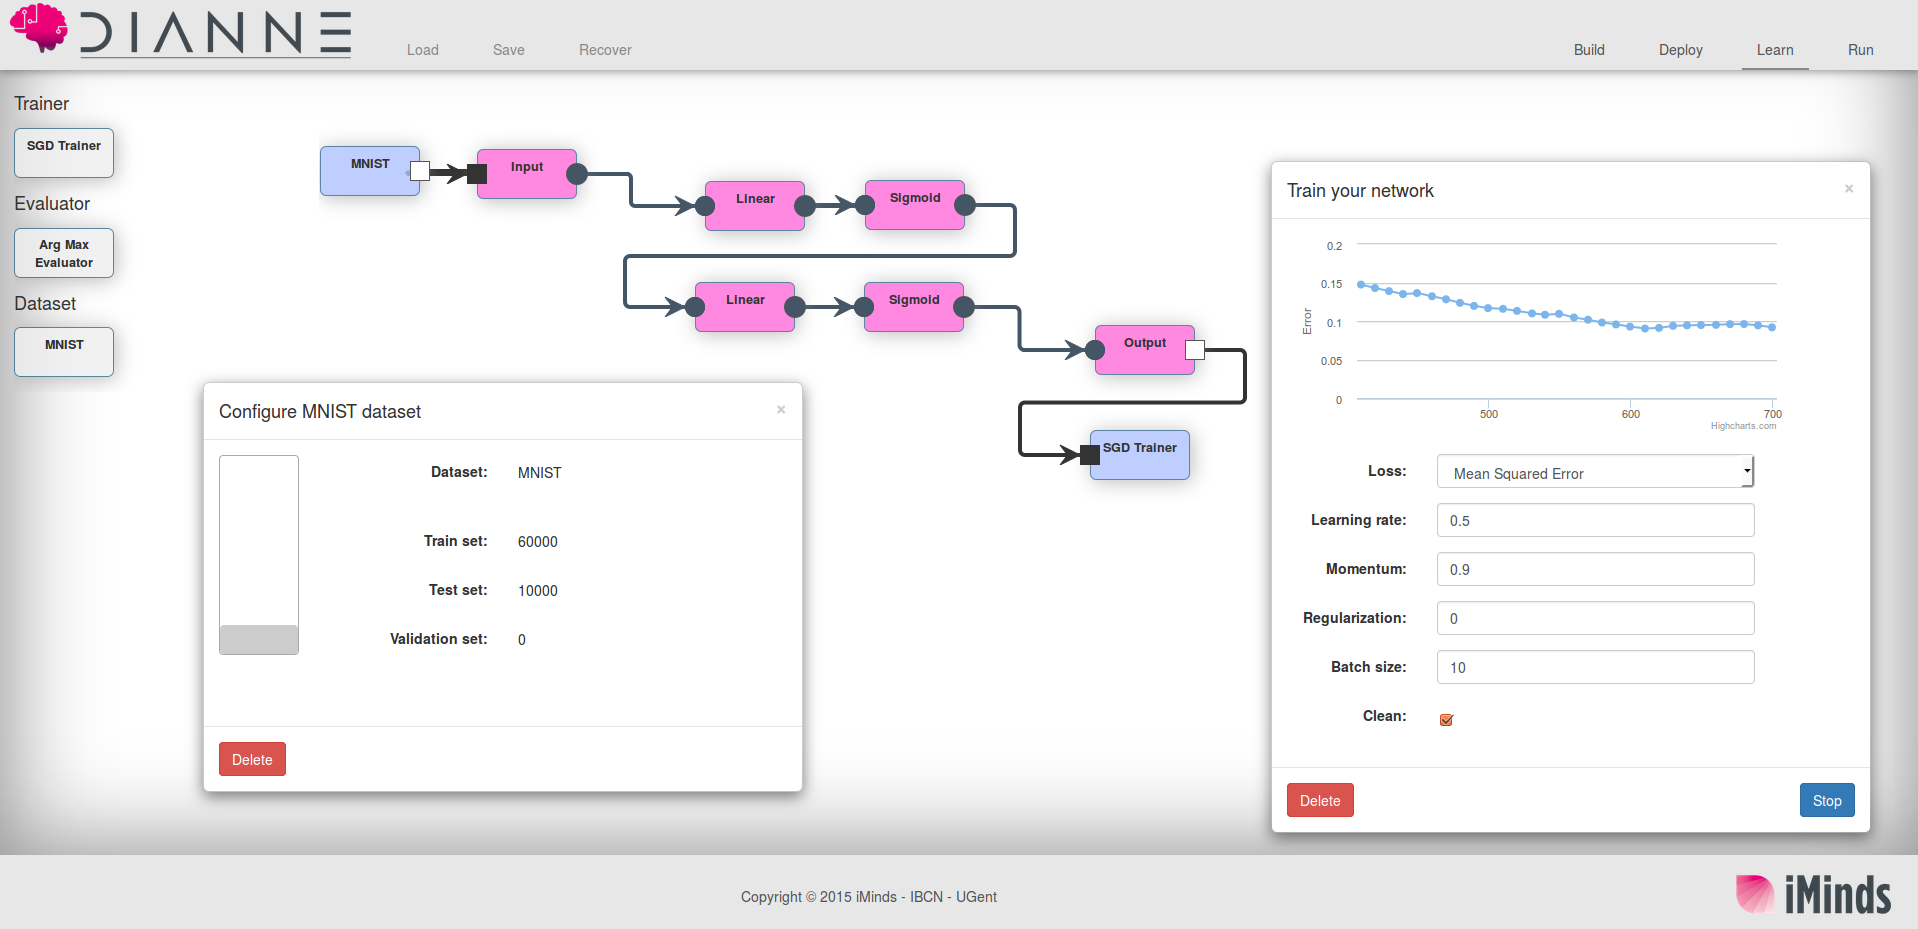 DIANNE
Load Save Recover
Build Deploy Learn Run
Trainer
SGD Trainer
Evaluator
Arg Max
Evaluator
Dataset
MNIST
MNIST
Input
Linear
Sigmoid
Linear
Sigmoid
Output
SGD Trainer
Configure MNIST dataset ×
Dataset: MNIST
Train set: 60000
Test set: 10000
Validation set: 0
Delete
Train your network ×
Error
0.2
0.15
0.1
0.05
0
500 600 700
Highcharts.com
Loss: Mean Squared Error
Learning rate: 0.5
Momentum: 0.9
Regularization: 0
Batch size: 10
Clean:
Delete Stop
Copyright © 2015 iMinds - IBCN - UGent
iMinds